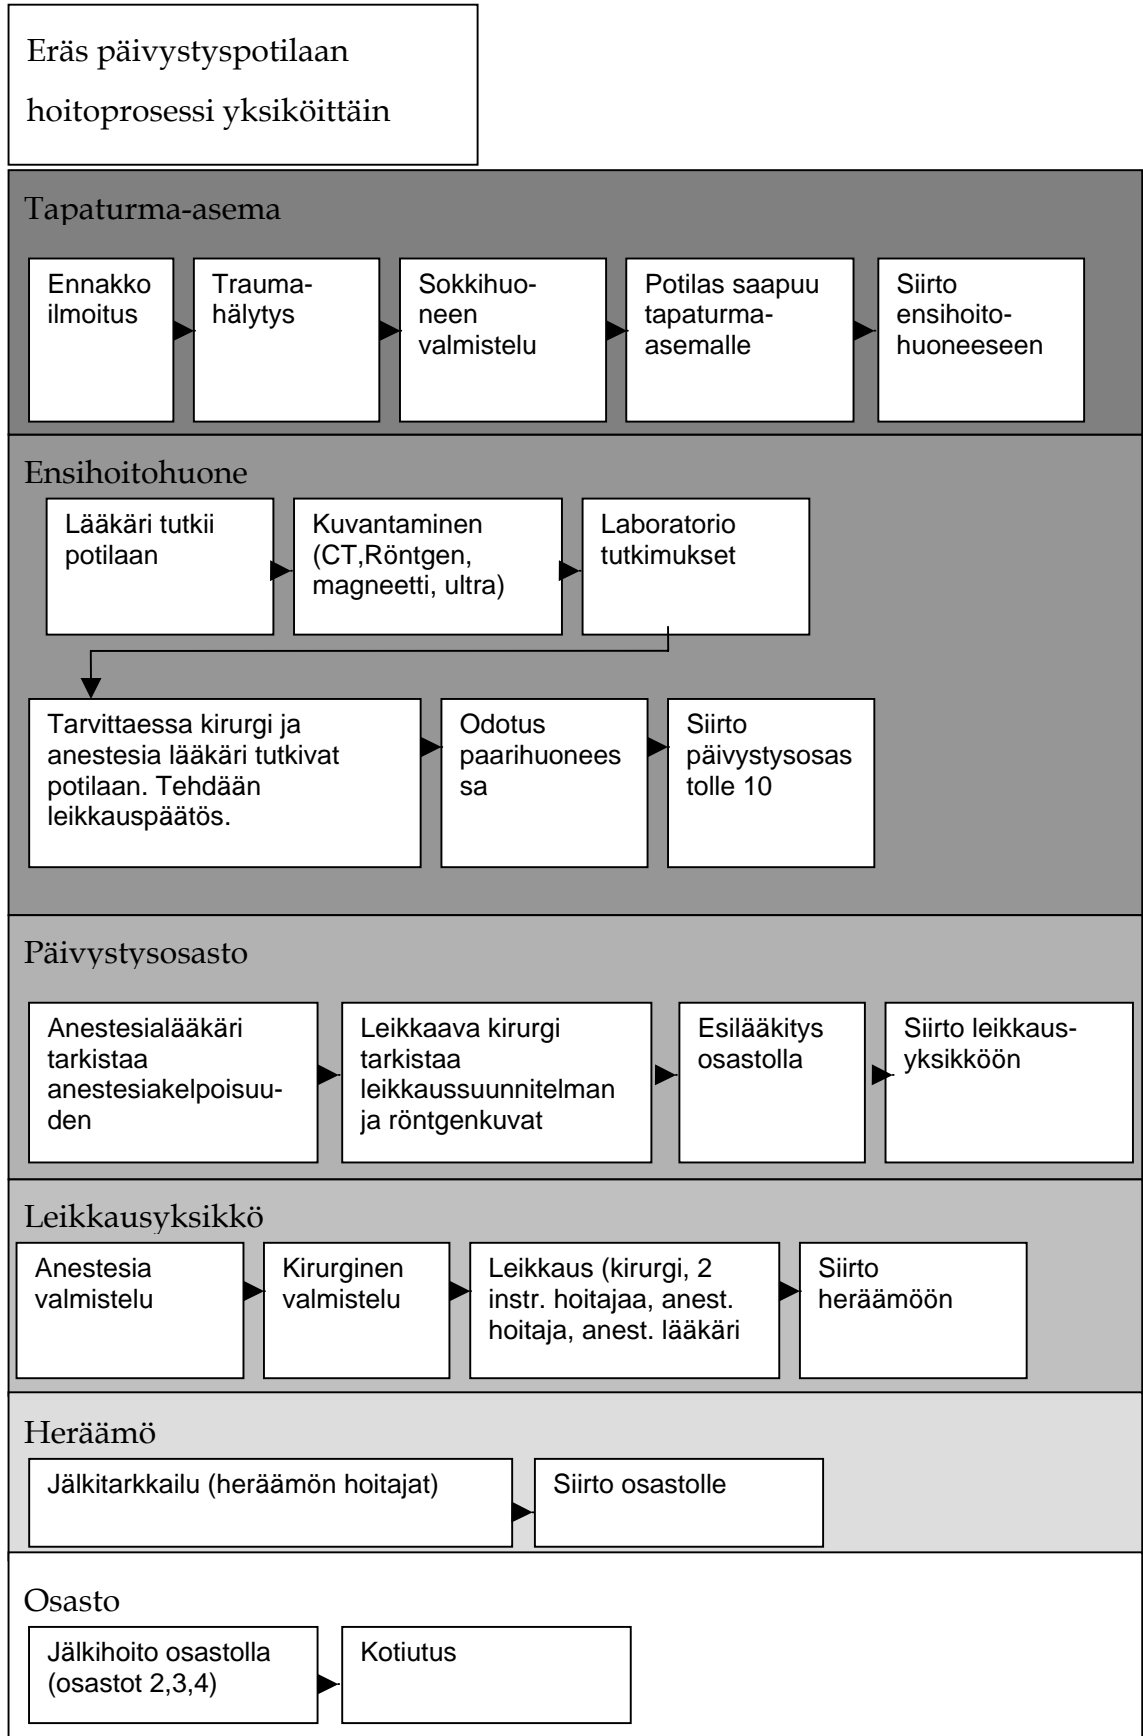 Eräs päivystyspotilaan
hoitoprosessi yksiköittäin
Tapaturma-asema
Ennakko
ilmoitus
Trauma-
hälytys
Sokkihuo-
neen
valmistelu
Potilas saapuu
tapaturma-
asemalle
Siirto
ensihoito-
huoneeseen
Ensihoitohuone
Lääkäri tutkii
potilaan
Kuvantaminen
(CT,Röntgen,
magneetti, ultra)
Laboratorio
tutkimukset
Tarvittaessa kirurgi ja
anestesia lääkäri tutkivat
potilaan. Tehdään
leikkauspäätös.
Odotus
paarihuonees
sa
Siirto
päivystysosas
tolle 10
Päivystysosasto
Anestesialääkäri
tarkistaa
anestesiakelpoisuu-
den
Leikkaava kirurgi
tarkistaa
leikkaussuunnitelman
ja röntgenkuvat
Esilääkitys
osastolla
Siirto leikkaus-
yksikköön
Leikkausyksikkö
Anestesia
valmistelu
Kirurginen
valmistelu
Leikkaus (kirurgi, 2
instr. hoitajaa, anest.
hoitaja, anest. lääkäri
Siirto
heräämöön
Heräämö
Jälkitarkkailu (heräämön hoitajat)
Siirto osastolle
Osasto
Jälkihoito osastolla
(osastot 2,3,4)
Kotiutus